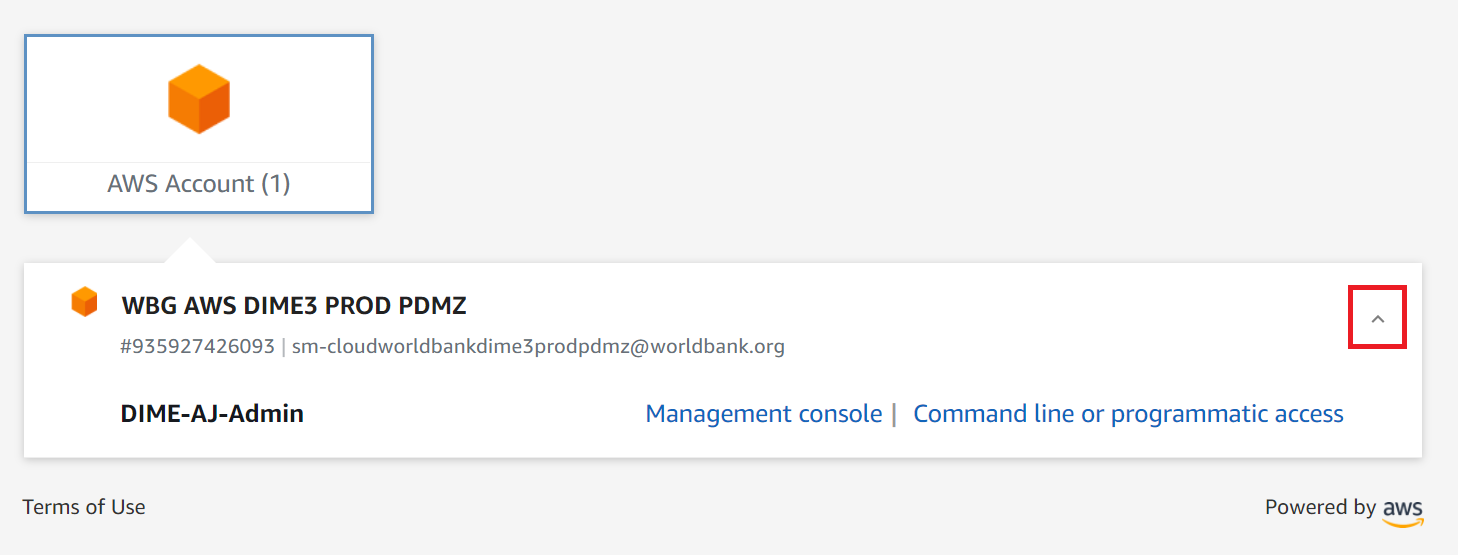 AWS Account (1)
WBG AWS DIME3 PROD PDMZ
#935927426093 | sm-cloudworldbankdime3prodpdmz@worldbank.org
DIME-AJ-Admin Management console | Command line or programmatic access
Terms of Use Powered by aws